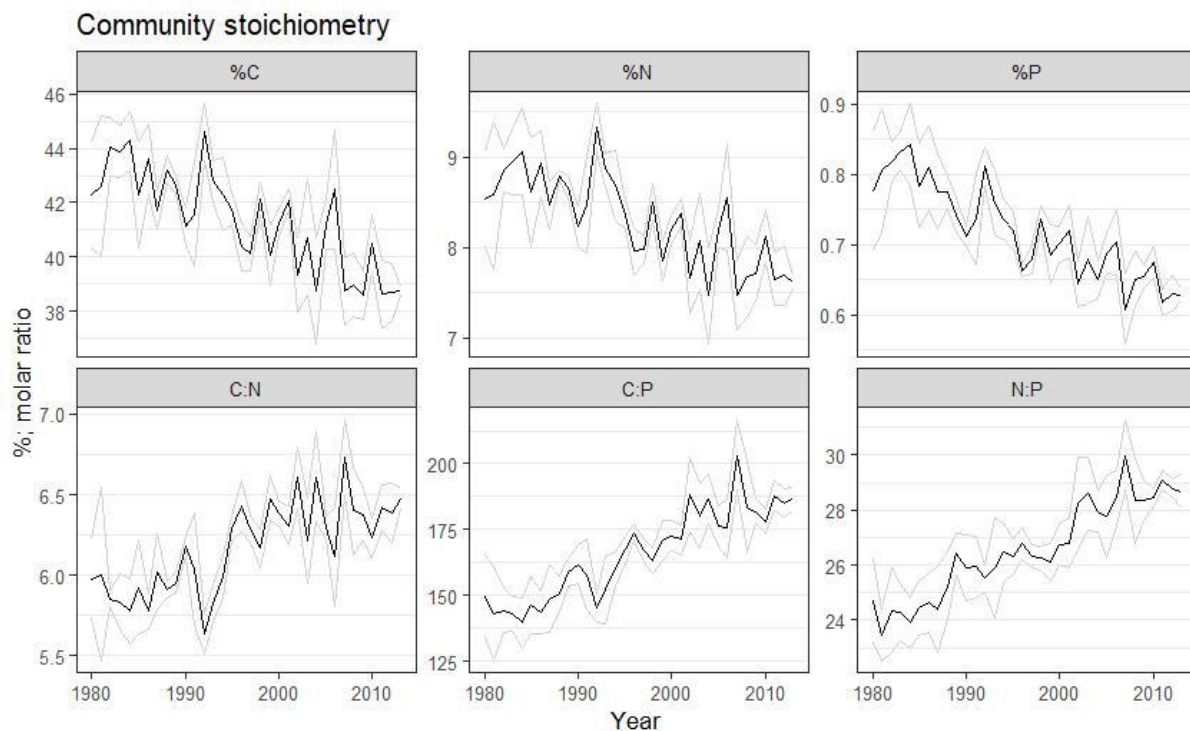 Community stoichiometry
%C
%N
%P
46
44
42
40
38
9
8
7
0.9
0.8
0.7
0.6
%; molar ratio
C:N
C:P
N:P
7.0
6.5
6.0
5.5
200
175
150
125
30
28
26
24
1980 1990 2000 2010
1980 1990 2000 2010
1980 1990 2000 2010
Year